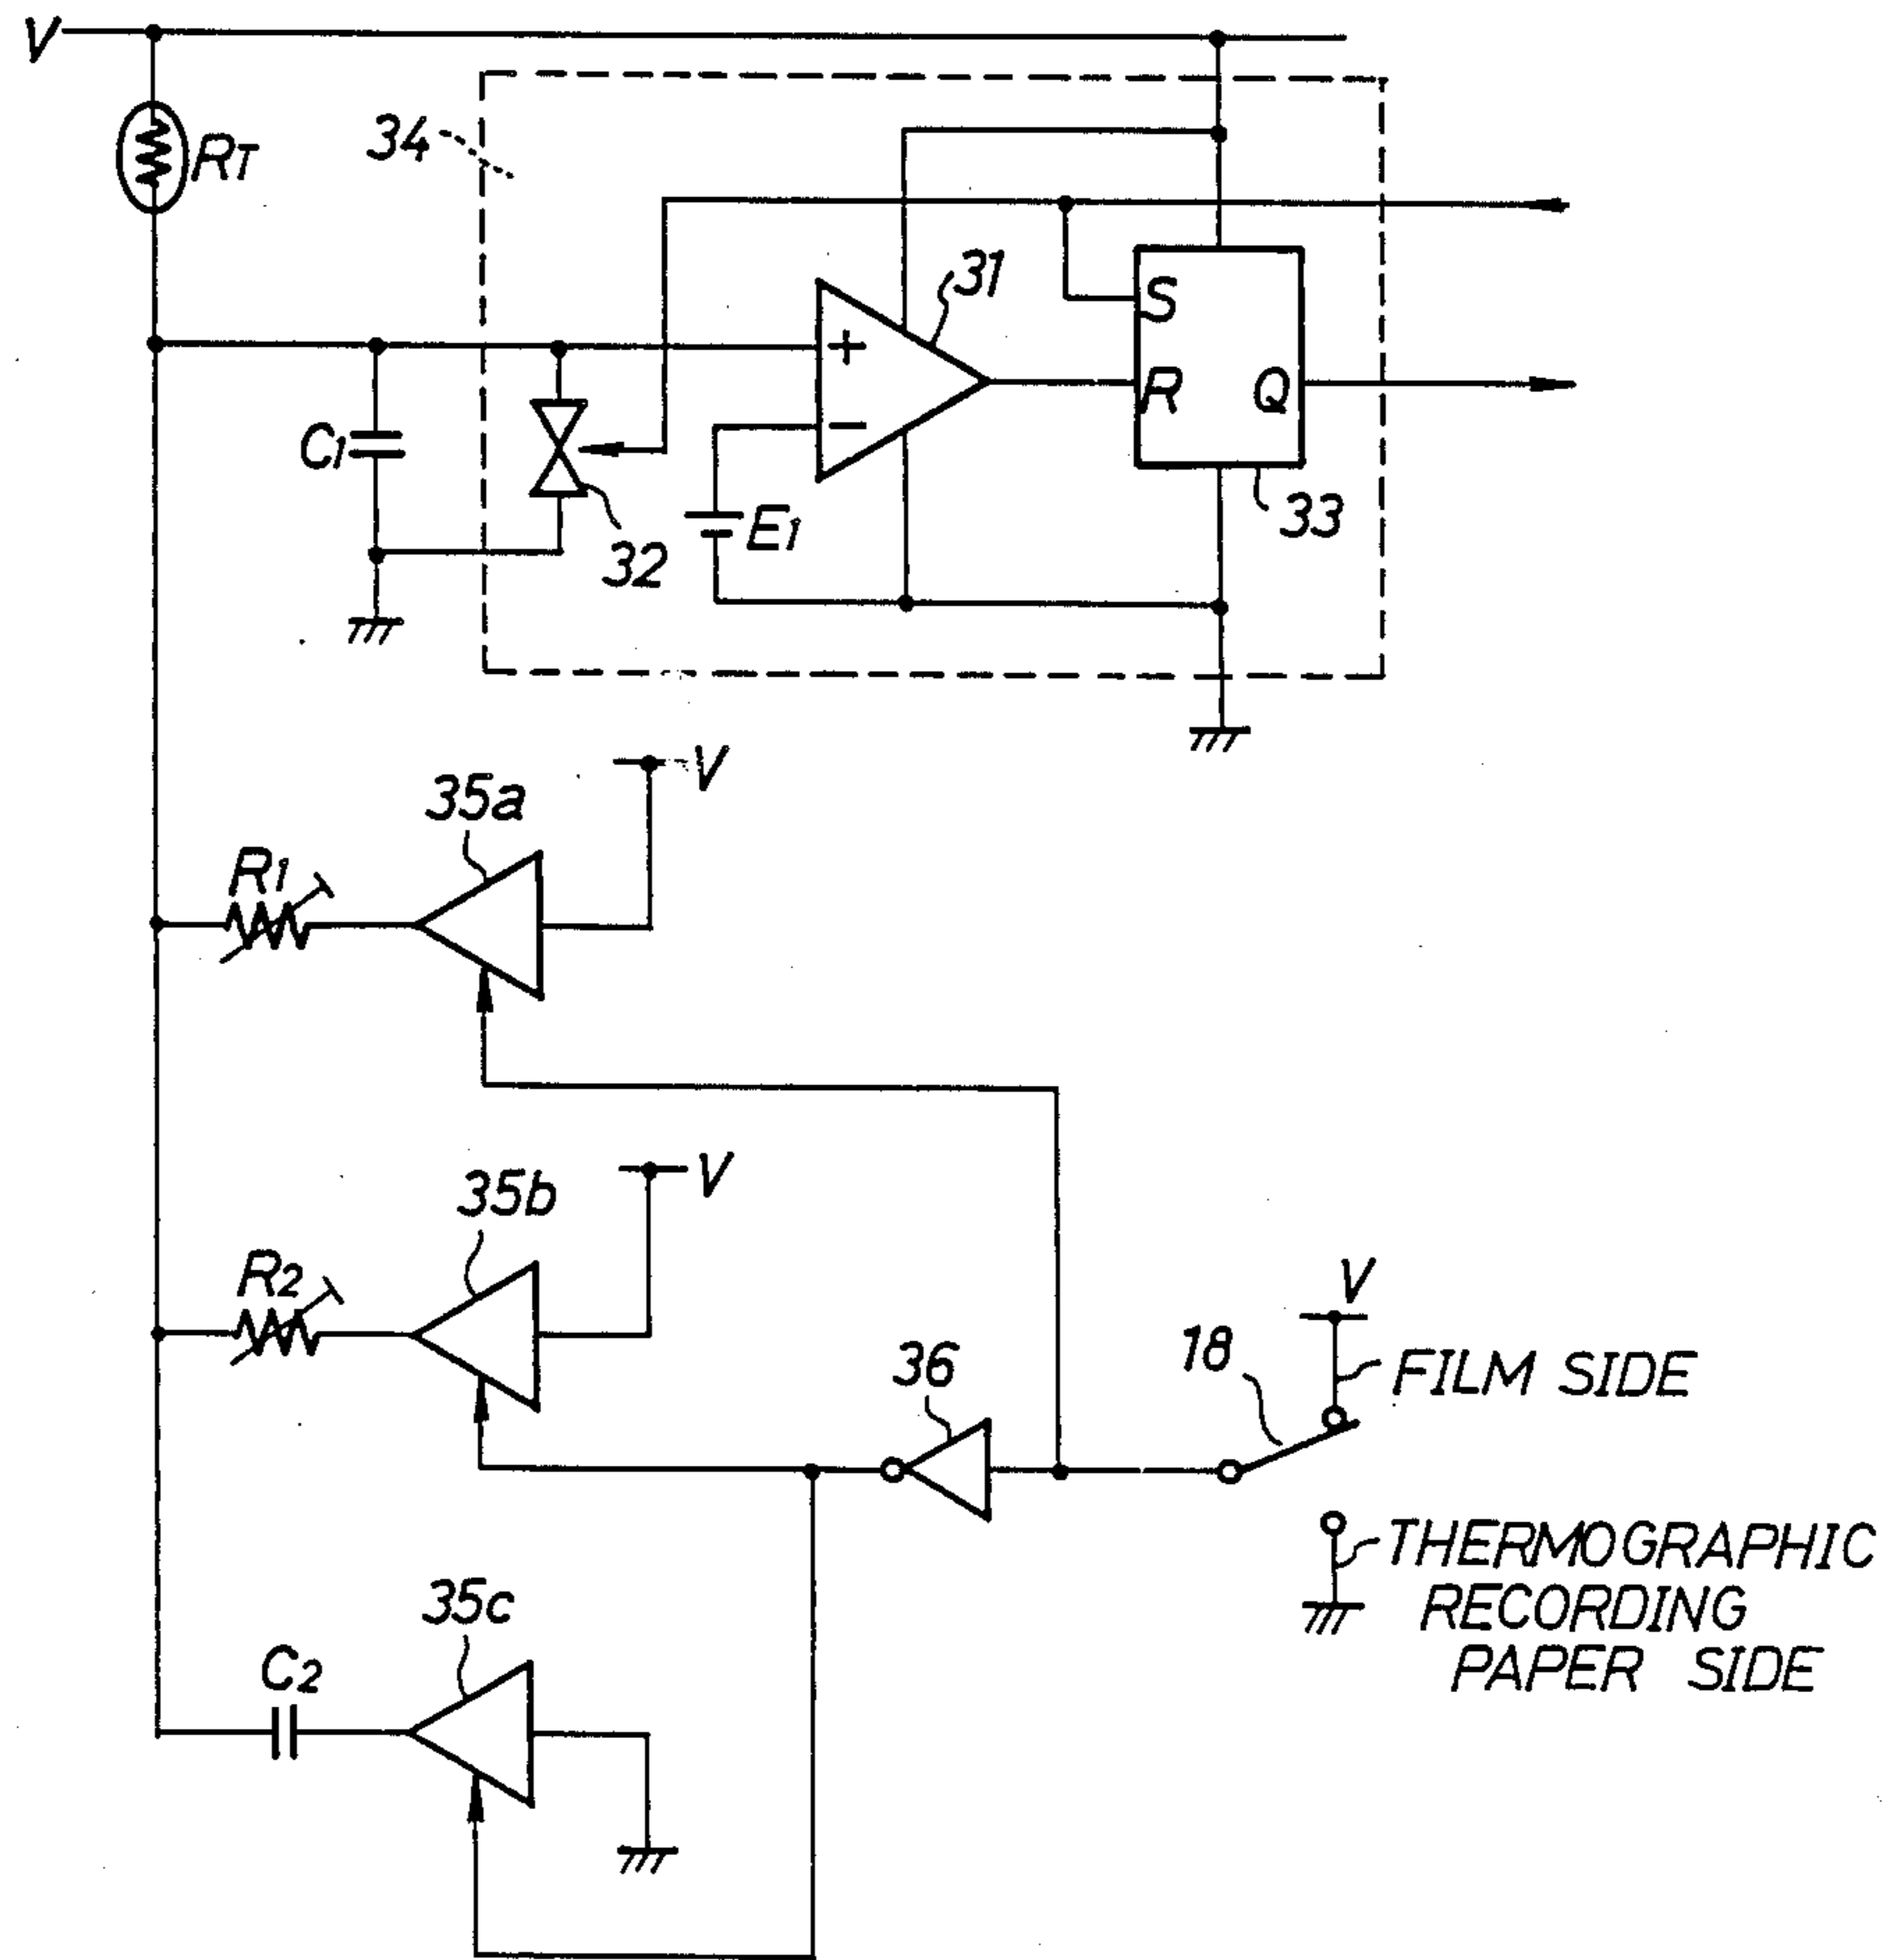 V
RT
34
31
S
R
Q
+
−
C1
32
E1
33
V
35a
R1
V
35b
R2
36
18
V
FILM SIDE
THERMOGRAPHIC
RECORDING
PAPER SIDE
35c
C2